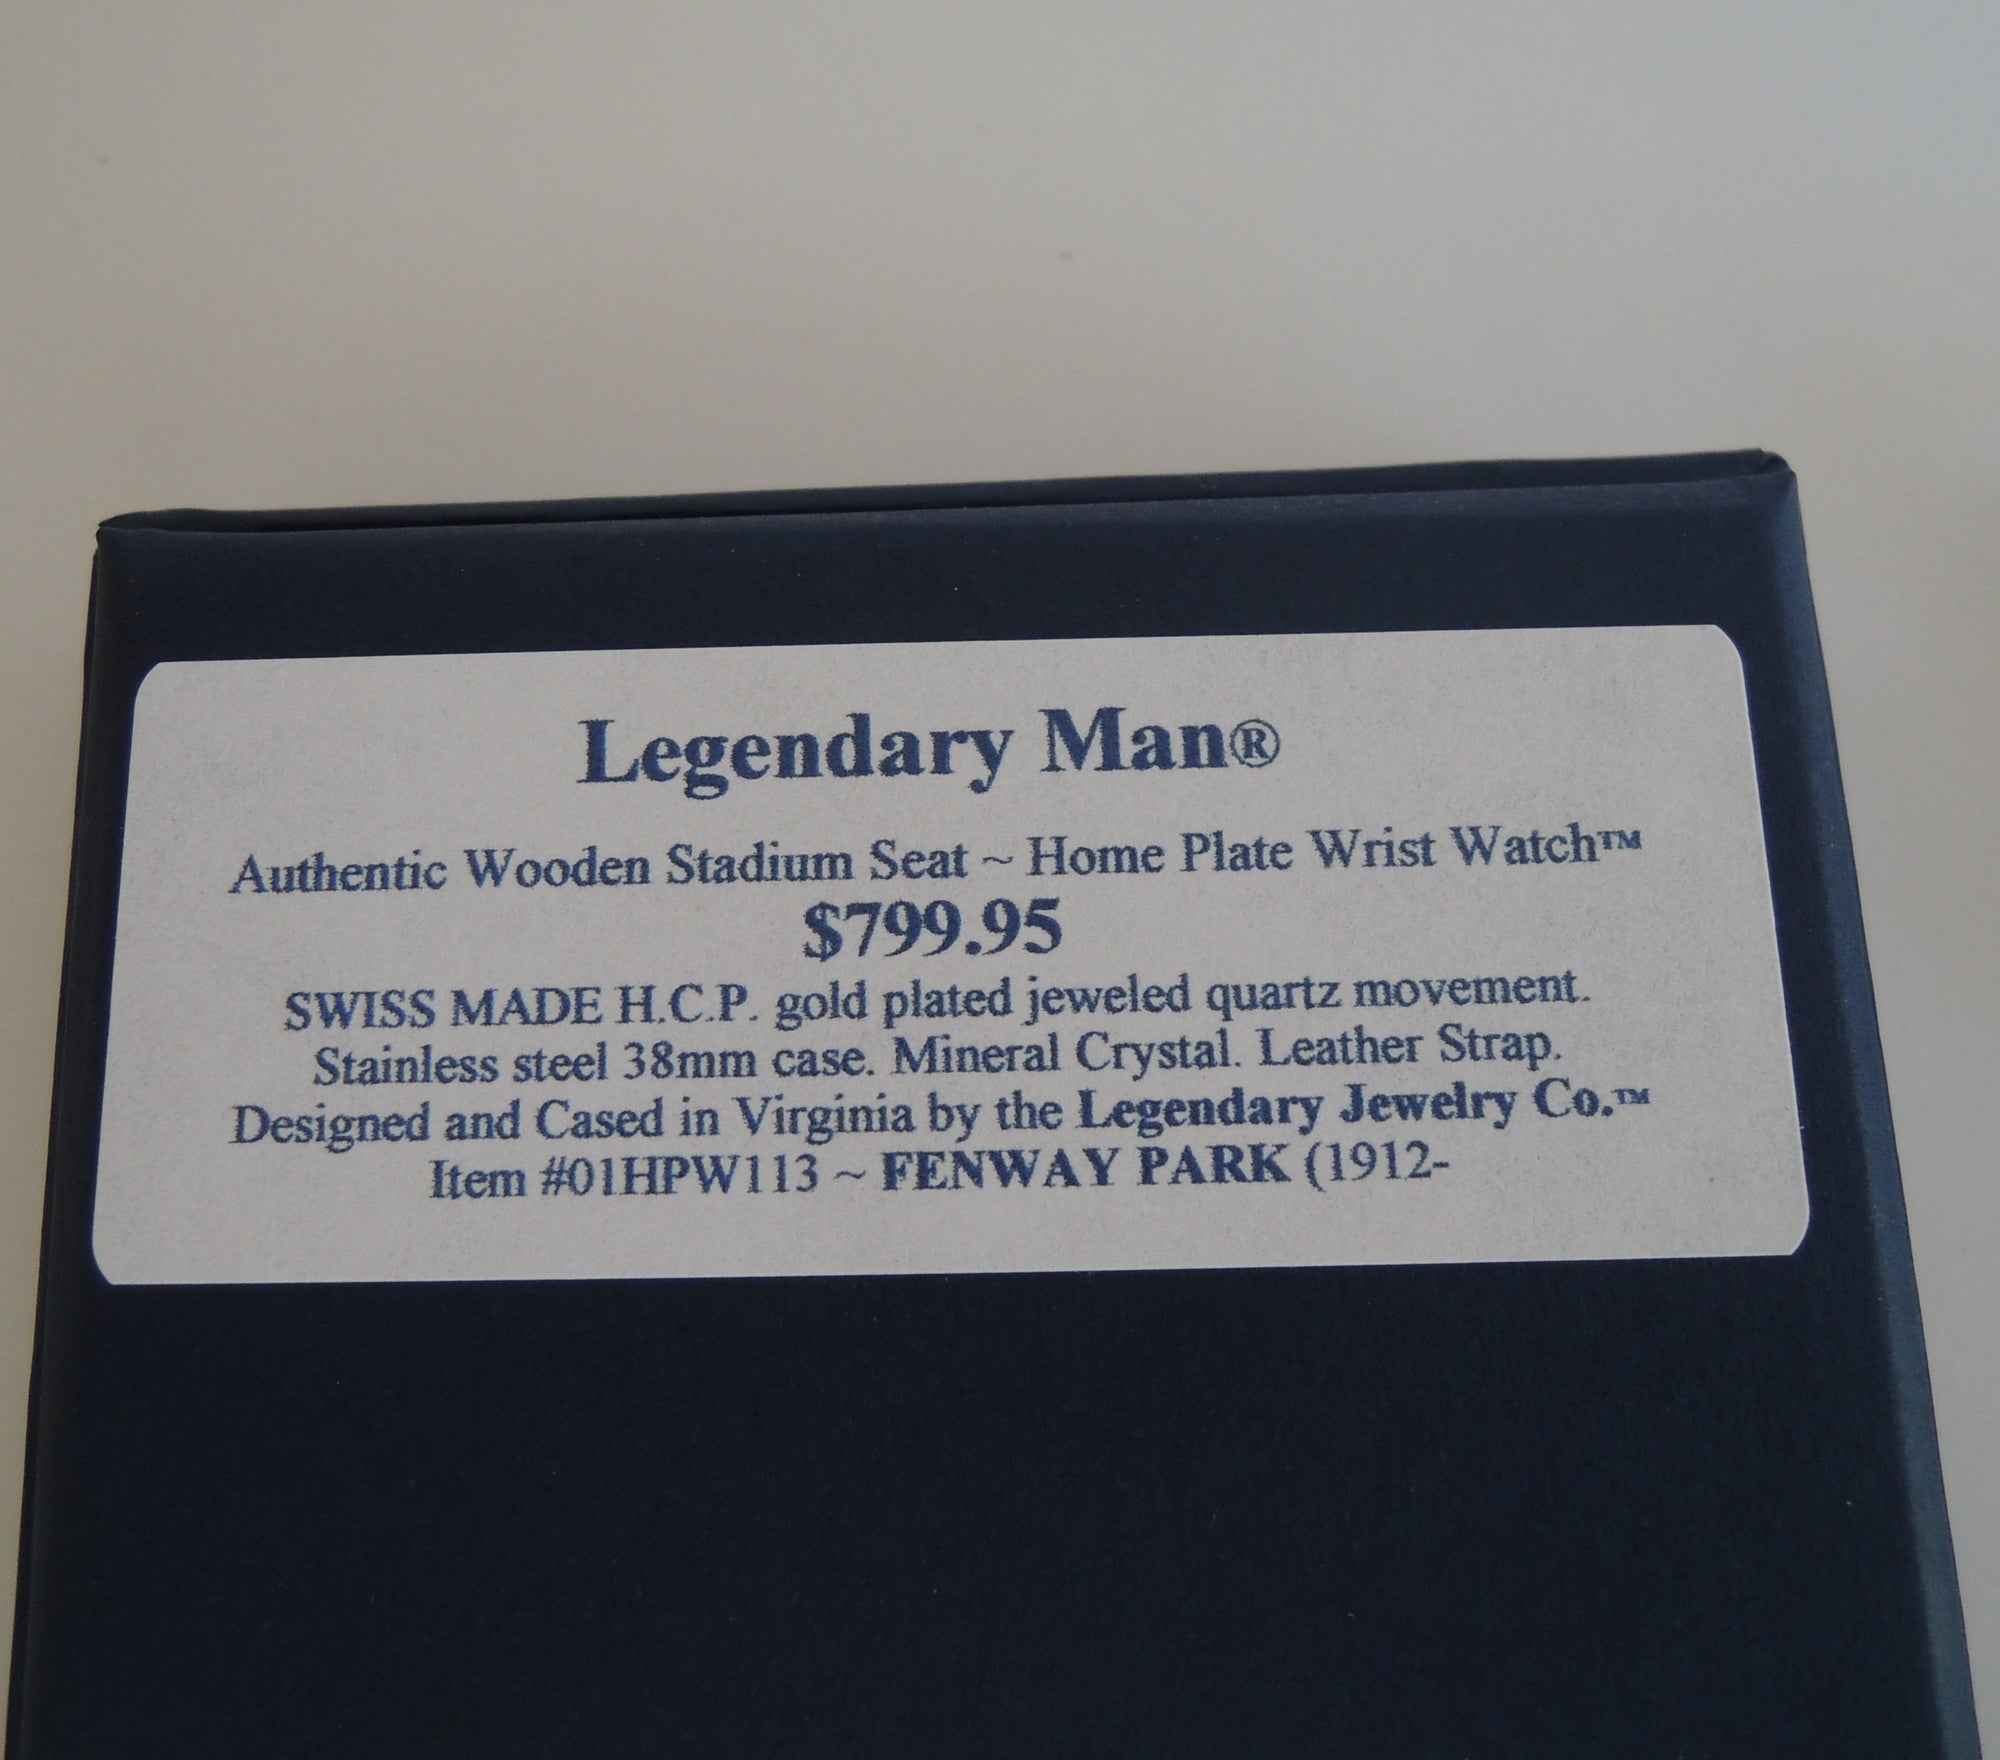 Legendary Man®
Authentic Wooden Stadium Seat ~ Home Plate Wrist Watch™
$799.95
SWISS MADE H.C.P. gold plated jeweled quartz movement.
Stainless steel 38mm case. Mineral Crystal. Leather Strap.
Designed and Cased in Virginia by the Legendary Jewelry Co.™
Item #01HPW113 ~ FENWAY PARK (1912-